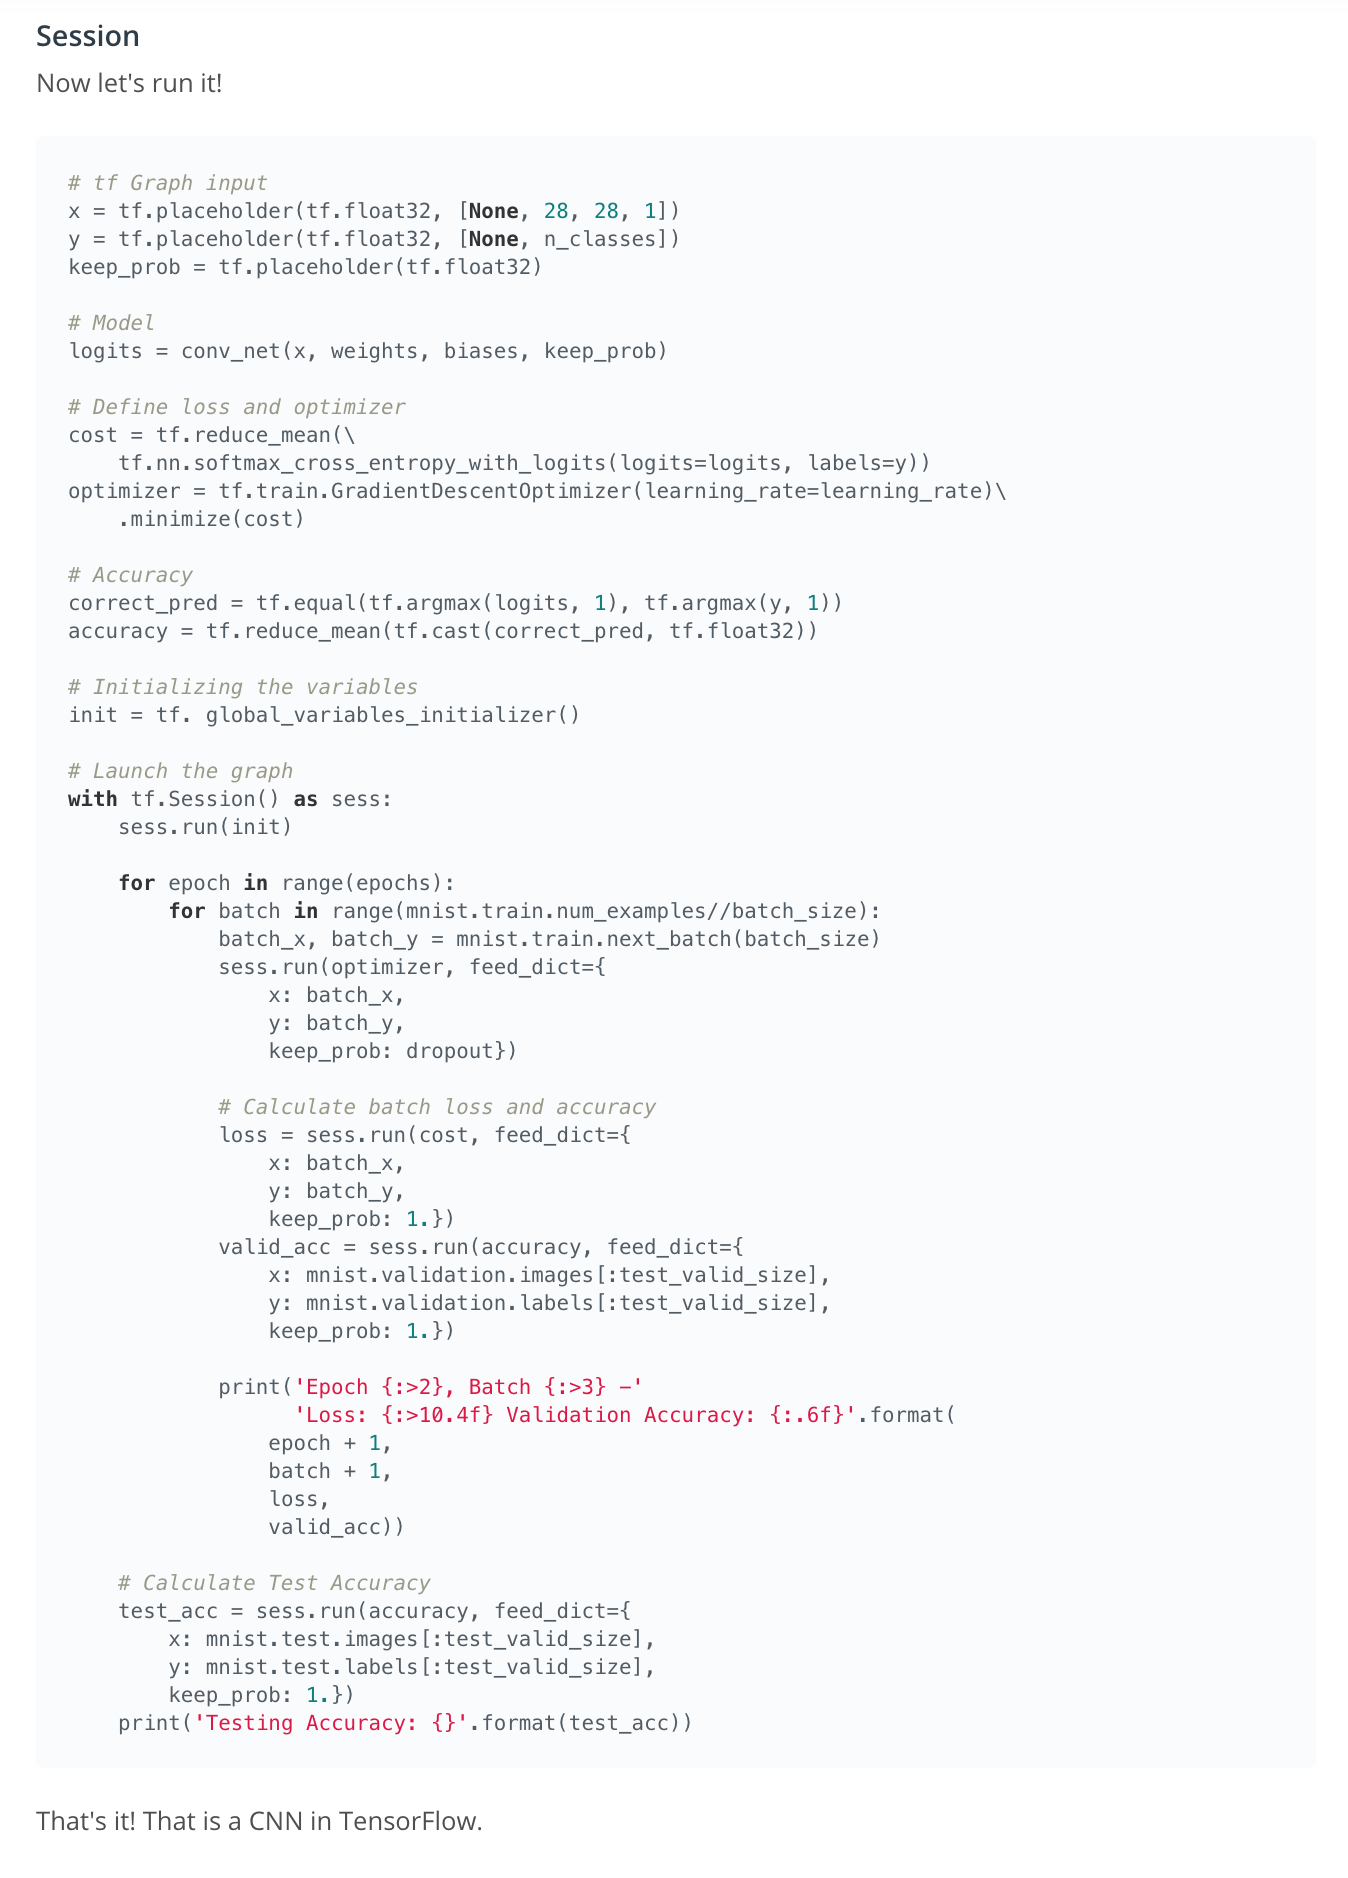 Session
Now let's run it!
# tf Graph input
x = tf.placeholder(tf.float32, [None, 28, 28, 1])
y = tf.placeholder(tf.float32, [None, n_classes])
keep_prob = tf.placeholder(tf.float32)
# Model
logits = conv_net(x, weights, biases, keep_prob)
# Define loss and optimizer
cost = tf.reduce_mean(\
    tf.nn.softmax_cross_entropy_with_logits(logits=logits, labels=y))
optimizer = tf.train.GradientDescentOptimizer(learning_rate=learning_rate)\
    .minimize(cost)
# Accuracy
correct_pred = tf.equal(tf.argmax(logits, 1), tf.argmax(y, 1))
accuracy = tf.reduce_mean(tf.cast(correct_pred, tf.float32))
# Initializing the variables
init = tf. global_variables_initializer()
# Launch the graph
with tf.Session() as sess:
    sess.run(init)
    for epoch in range(epochs):
        for batch in range(mnist.train.num_examples//batch_size):
            batch_x, batch_y = mnist.train.next_batch(batch_size)
            sess.run(optimizer, feed_dict={
                x: batch_x,
                y: batch_y,
                keep_prob: dropout})
            # Calculate batch loss and accuracy
            loss = sess.run(cost, feed_dict={
                x: batch_x,
                y: batch_y,
                keep_prob: 1.})
            valid_acc = sess.run(accuracy, feed_dict={
                x: mnist.validation.images[:test_valid_size],
                y: mnist.validation.labels[:test_valid_size],
                keep_prob: 1.})
            print('Epoch {:>2}, Batch {:>3} –'
                  'Loss: {:>10.4f} Validation Accuracy: {:.6f}'.format(
                epoch + 1,
                batch + 1,
                loss,
                valid_acc))
    # Calculate Test Accuracy
    test_acc = sess.run(accuracy, feed_dict={
        x: mnist.test.images[:test_valid_size],
        y: mnist.test.labels[:test_valid_size],
        keep_prob: 1.})
    print('Testing Accuracy: {}'.format(test_acc))
That's it! That is a CNN in TensorFlow.